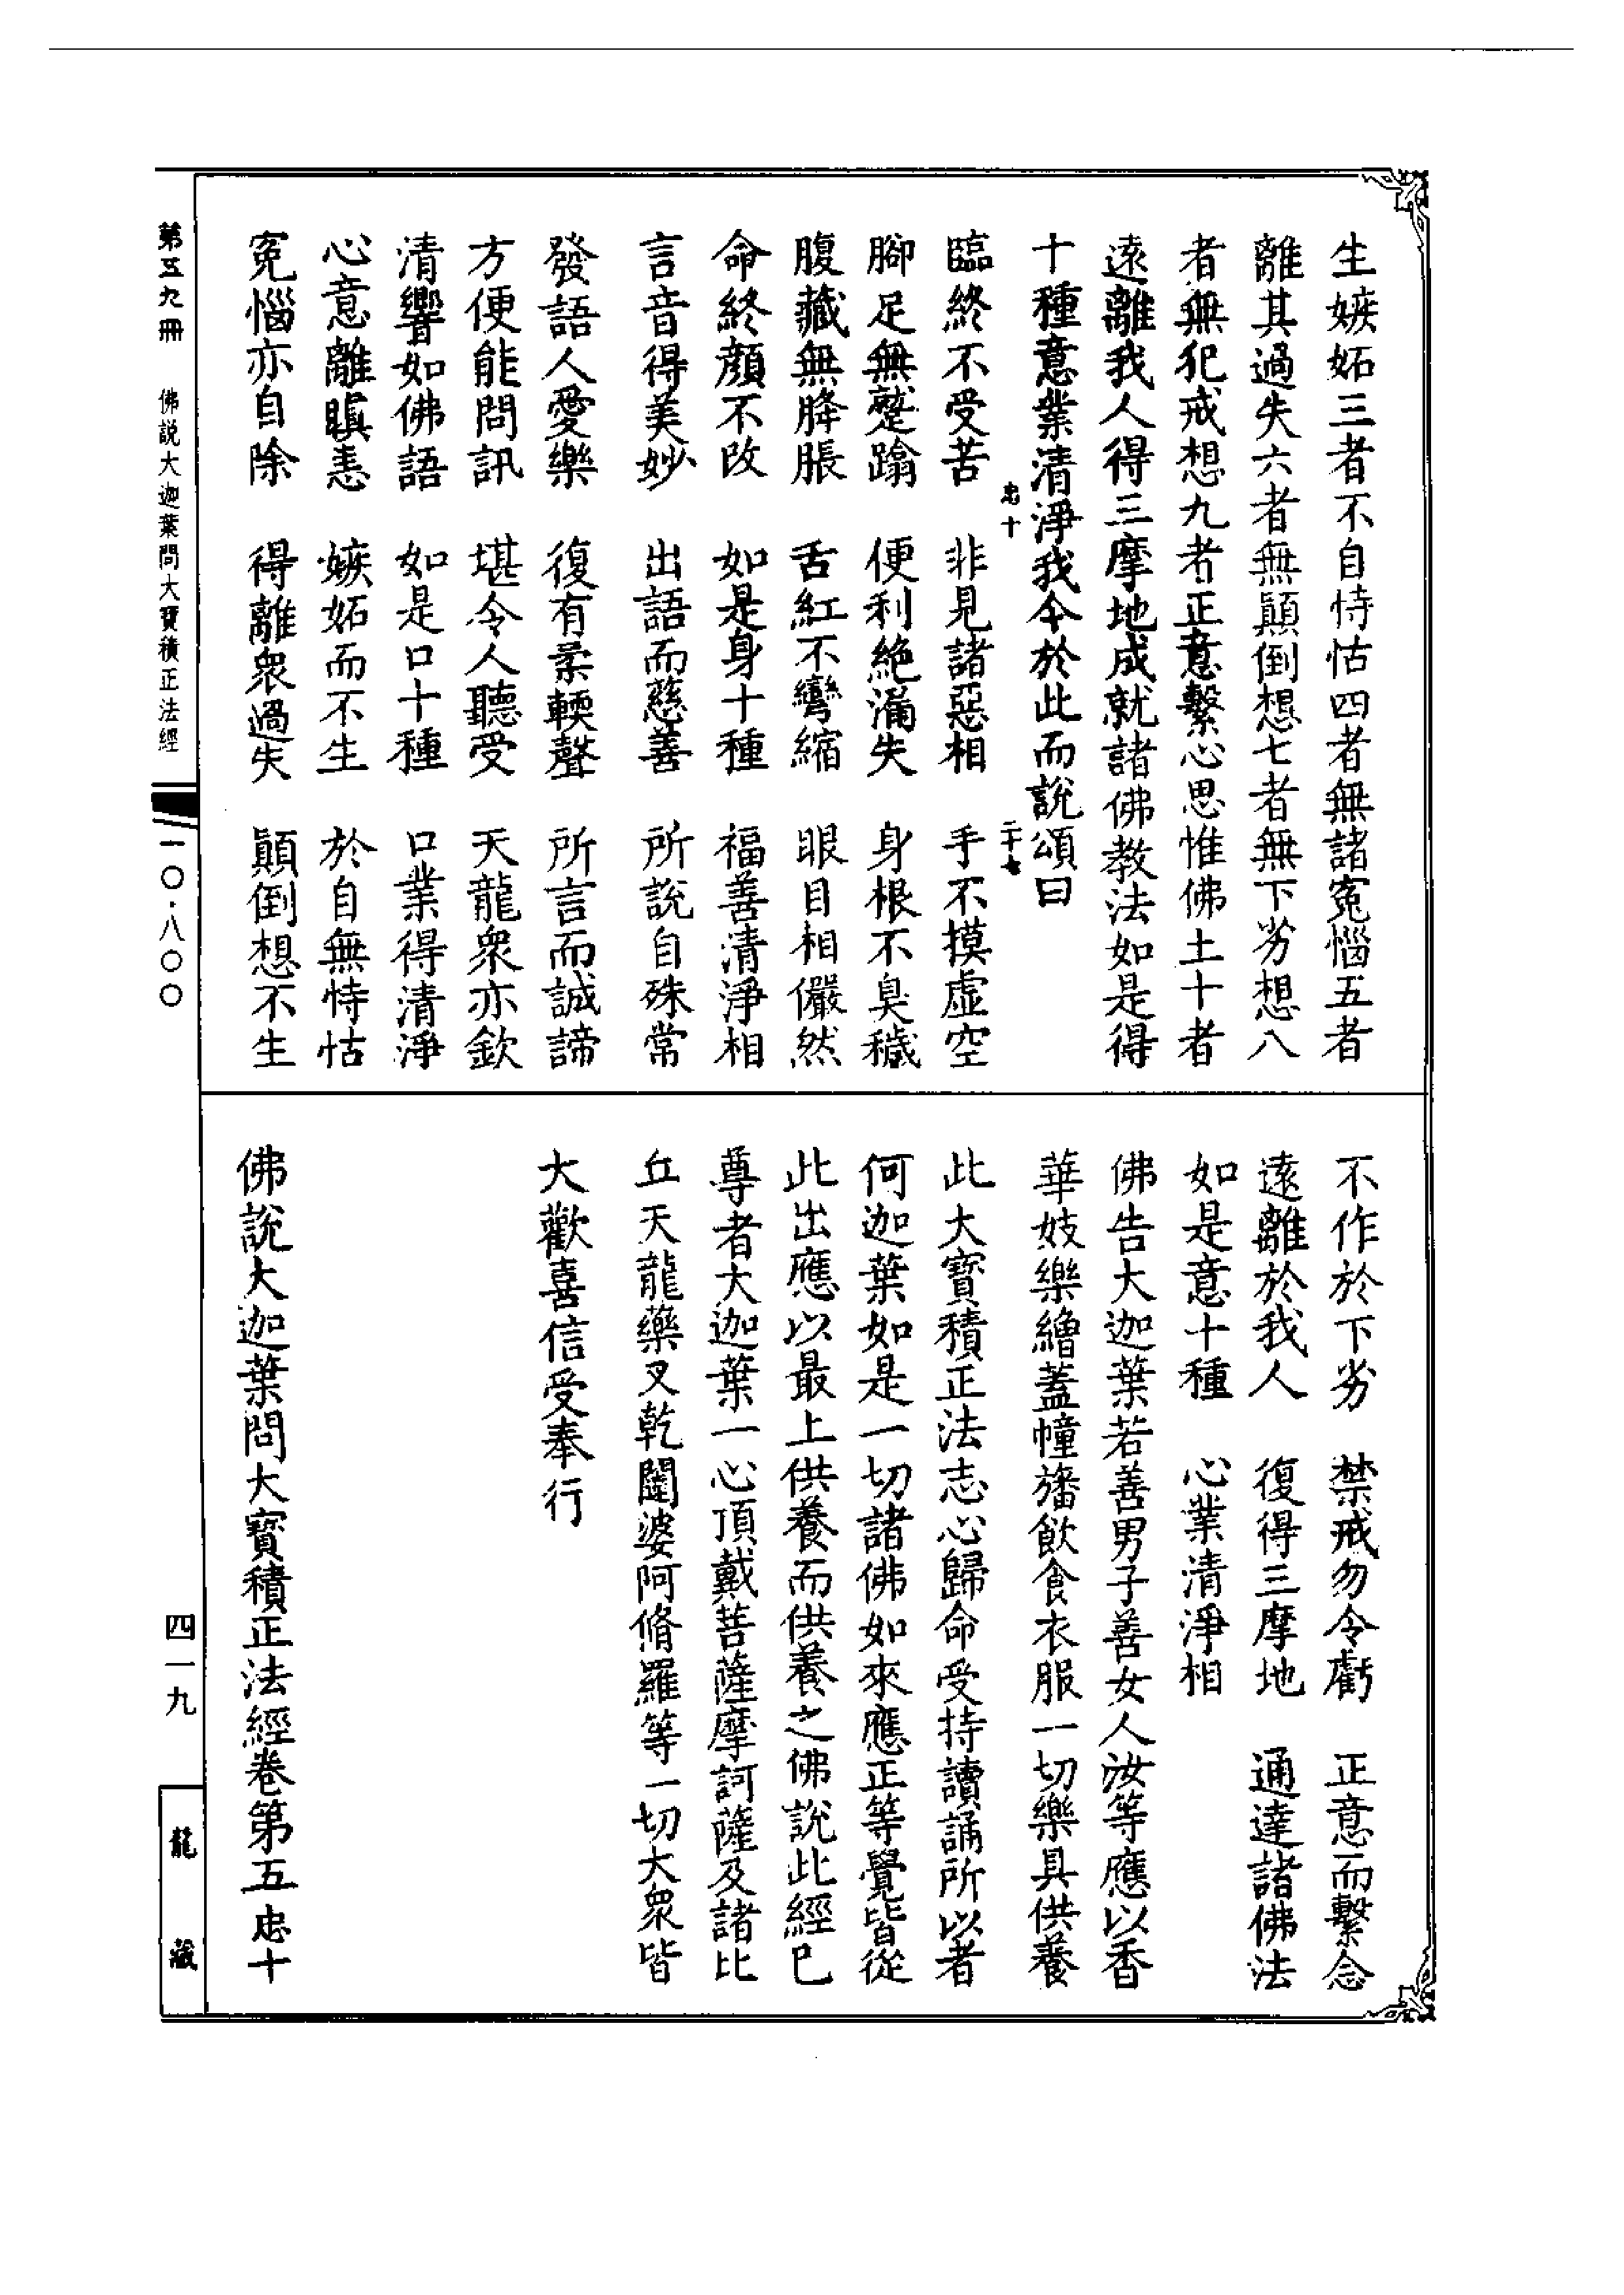 生嫉妬三者不自恃怙四者無諸寃惱五者
離其過失六者無顛倒想七者無下劣想八
者無犯戒想九者正意繫心思惟佛土十者
遠離我人得三摩地成就諸佛教法如是得
十種意業清淨我今於此而說頌曰
忠十 二十七
臨終不受苦 非見諸惡相 手不摸虛空
腳足無蹵踰 便利絶漏失 身根不臭穢
腹藏無胮脹 舌紅不彎縮 眼目相儼然
命終顏不改 如是身十種 福善清淨相
言音得美妙 出語而慈善 所說自殊常
發語人愛樂 復有柔輭聲 所言而誠諦
方便能問訊 堪令人聽受 天龍衆亦欽
清響如佛語 如是口十種 口業得清淨
心意離瞋恚 嫉妬而不生 於自無恃怙
寃惱亦自除 得離衆過失 顛倒想不生
不作於下劣 禁戒勿令虧 正意而繫念
遠離於我人 復得三摩地 通達諸佛法
如是意十種 心業清淨相
佛告大迦葉若善男子善女人汝等應以香
華妓樂繒蓋幢旛飲食衣服一切樂具供養
此大寶積正法志心歸命受持讀誦所以者
何迦葉如是一切諸佛如來應正等覺皆從
此出應以最上供養而供養之佛說此經已
尊者大迦葉一心頂戴菩薩摩訶薩及諸比
丘天龍藥叉乾闥婆阿脩羅等一切大衆皆
大歡喜信受奉行
佛說大迦葉問大寶積正法經卷第五 忠十
第五九冊 佛說大迦葉問大寶積正法經
一〇·八〇〇
四一九
龍藏